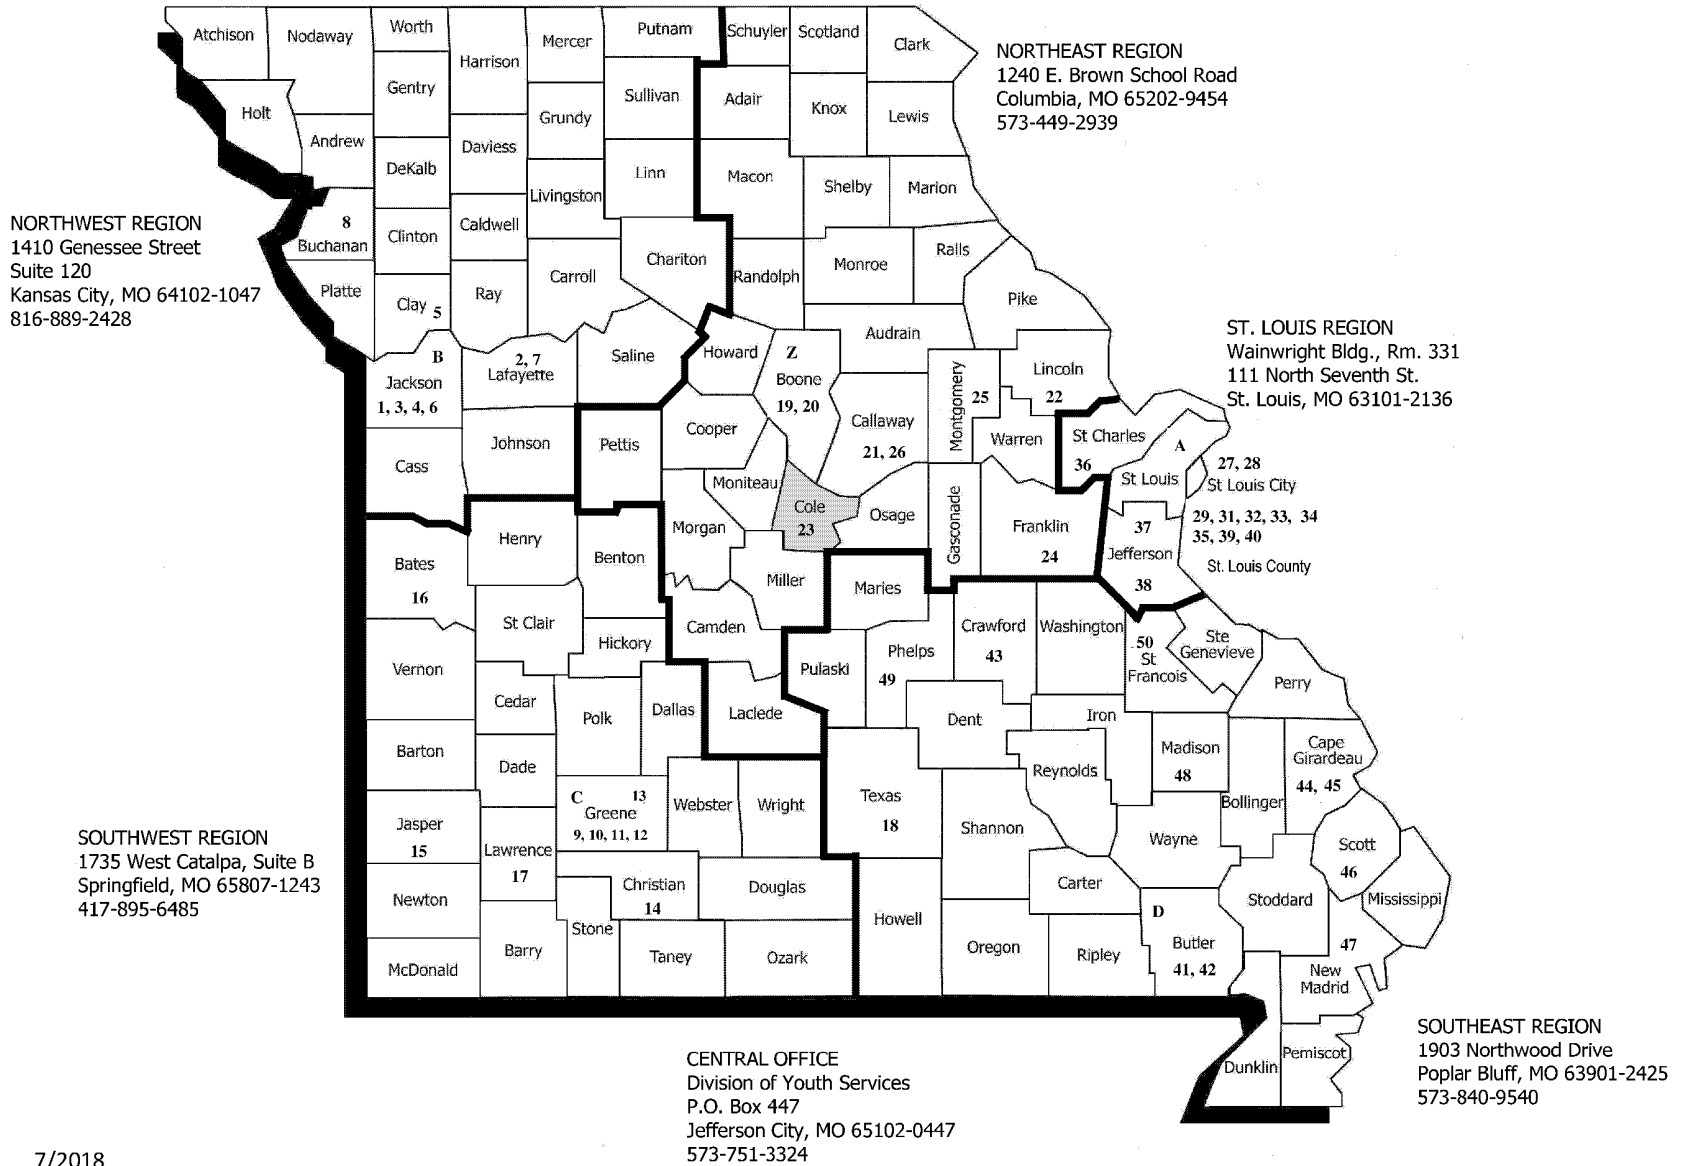 Atchison
Nodaway
Worth
Harrison
Mercer
Putnam
Schuyler
Scotland
Clark
NORTHEAST REGION
1240 E. Brown School Road
Columbia, MO 65202-9454
573-449-2939
Gentry
Sullivan
Adair
Knox
Lewis
Holt
Andrew
Grundy
Daviess
DeKalb
Linn
Macon
Shelby
Marion
Livingston
NORTHWEST REGION
1410 Genessee Street
Suite 120
Kansas City, MO 64102-1047
816-889-2428
8
Buchanan
Clinton
Caldwell
Chariton
Randolph
Monroe
Ralls
Platte
Clay 5
Ray
Carroll
Pike
Audrain
ST. LOUIS REGION
Wainwright Bldg., Rm. 331
111 North Seventh St.
St. Louis, MO 63101-2136
B
Jackson
1, 3, 4, 6
2, 7
Lafayette
Saline
Howard
Z
Boone
19, 20
Callaway
21, 26
Montgomery
25
Lincoln
22
Warren
St Charles
36
A
St Louis
27, 28
St Louis City
29, 31, 32, 33, 34
35, 39, 40
St. Louis County
Cass
Johnson
Pettis
Cooper
Moniteau
Cole
23
Osage
Gasconade
Franklin
24
37
Jefferson
38
Bates
16
Henry
Benton
Morgan
Miller
Maries
Camden
St Clair
Hickory
Vernon
Pulaski
Phelps
49
Crawford
43
Washington
50
St
Francois
Ste
Genevieve
Perry
Cedar
Polk
Dallas
Laclede
Dent
Iron
Madison
48
Cape
Girardeau
44, 45
Barton
Dade
Reynolds
Bollinger
C
13
Greene
9, 10, 11, 12
Webster
Wright
Texas
18
Shannon
Wayne
Scott
46
SOUTHWEST REGION
1735 West Catalpa, Suite B
Springfield, MO 65807-1243
417-895-6485
Jasper
15
Lawrence
17
Christian
14
Douglas
Howell
Carter
Stoddard
Mississippi
Newton
Stone
Barry
Taney
Ozark
Oregon
Ripley
D
Butler
41, 42
47
New
Madrid
McDonald
Dunklin
Pemiscot
SOUTHEAST REGION
1903 Northwood Drive
Poplar Bluff, MO 63901-2425
573-840-9540
CENTRAL OFFICE
Division of Youth Services
P.O. Box 447
Jefferson City, MO 65102-0447
573-751-3324
7/2018